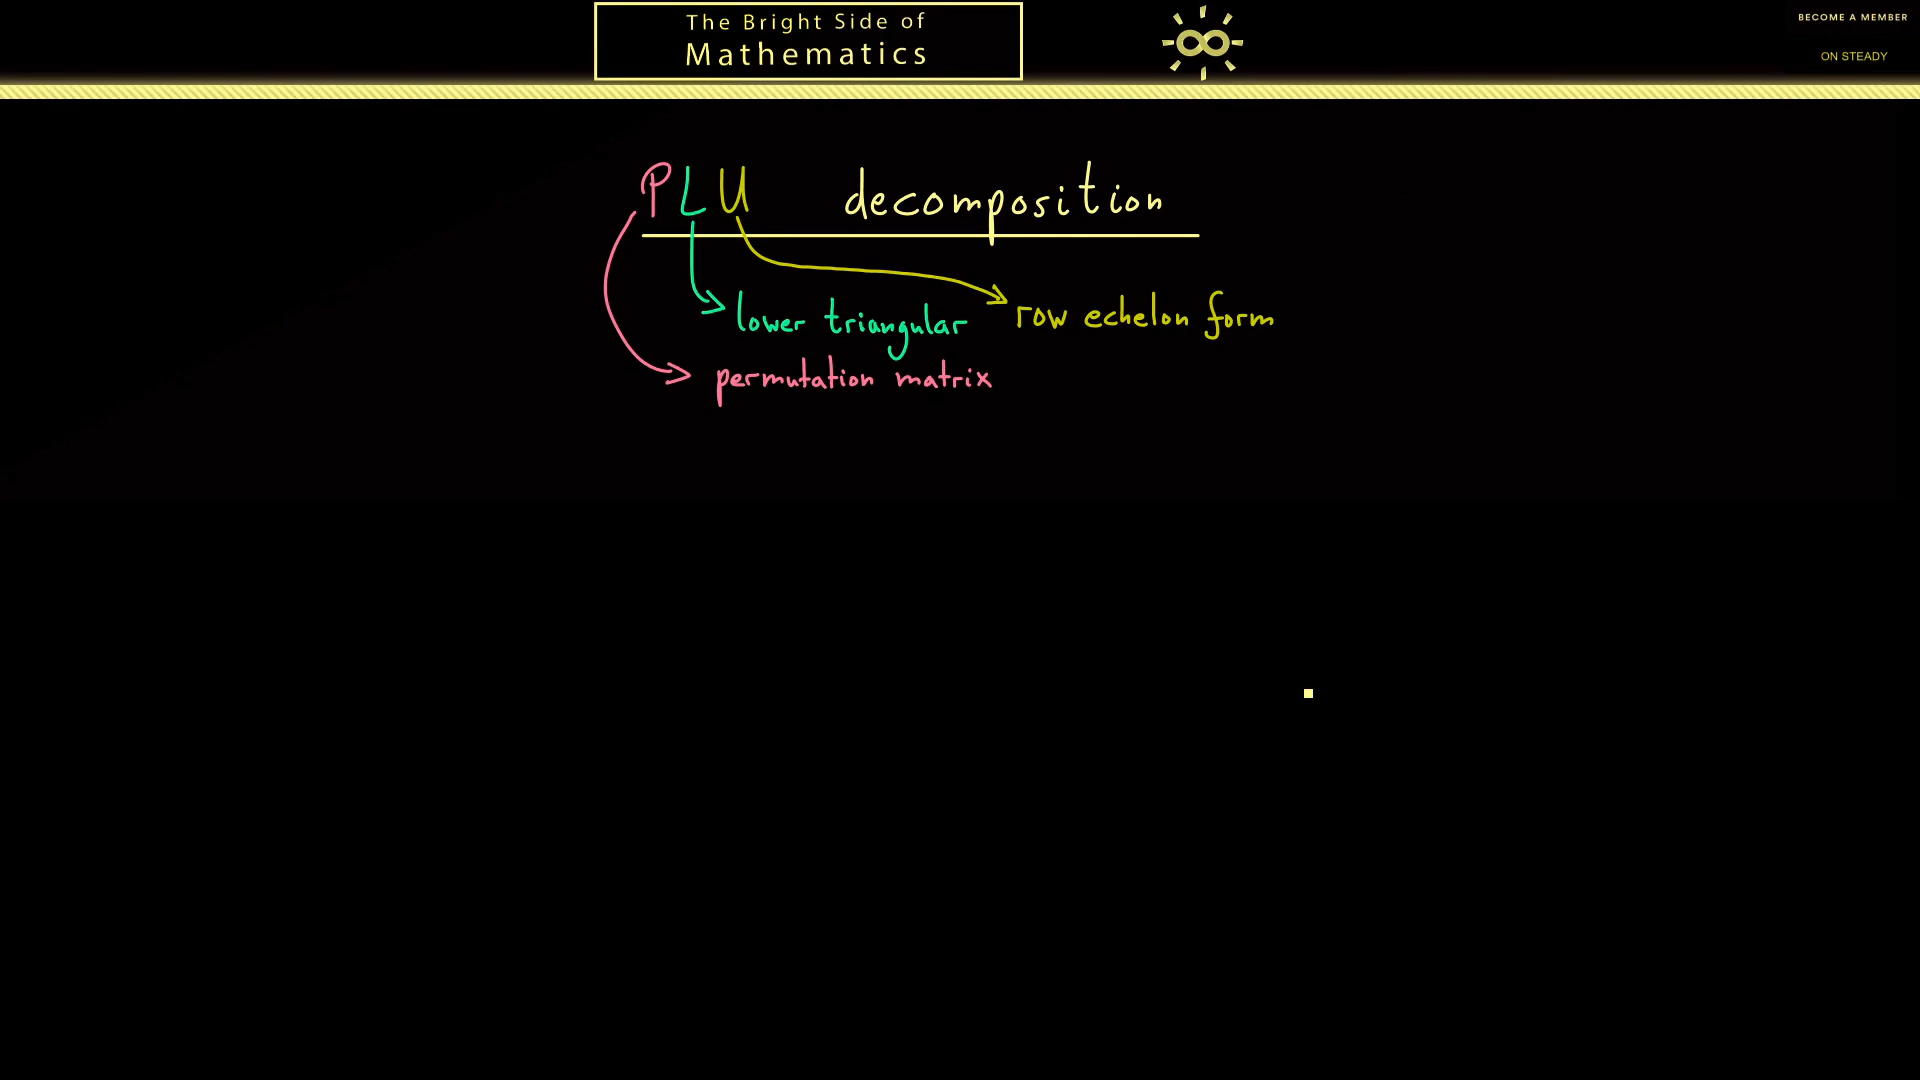 The Bright Side of
Mathematics
BECOME A MEMBER
ON STEADY
PLU decomposition
lower triangular
row echelon form
permutation matrix